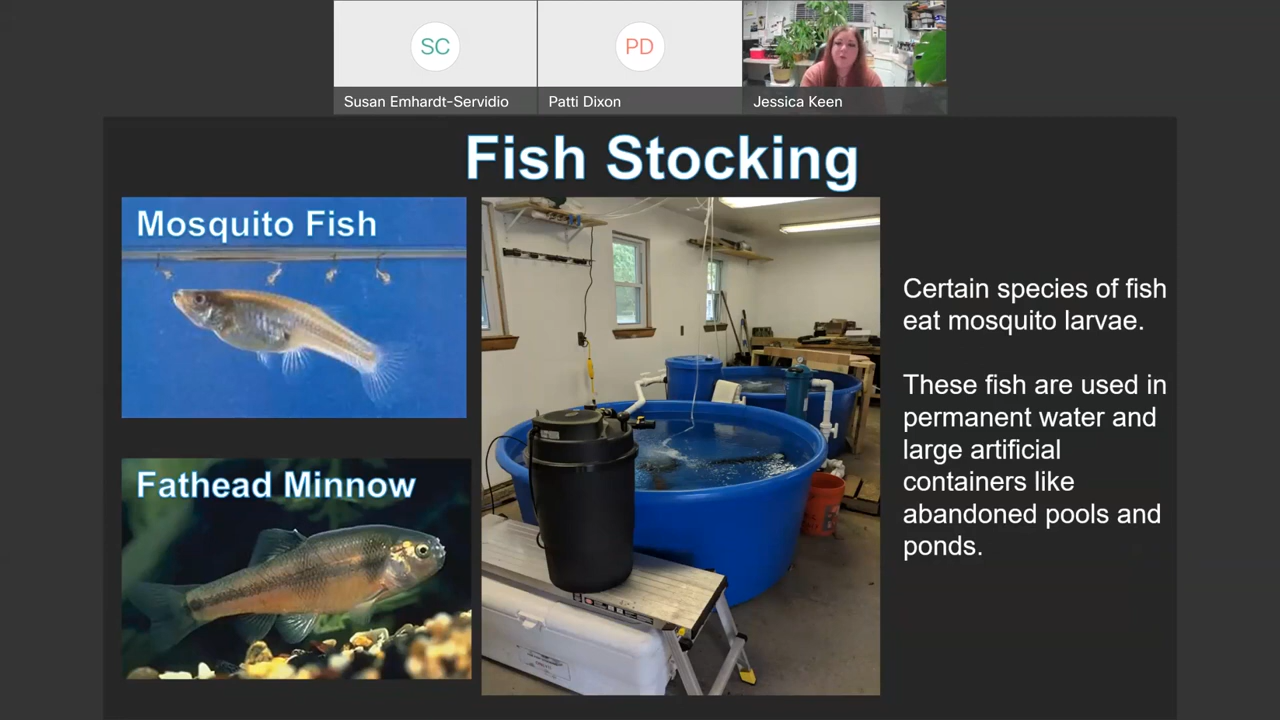 SC
PD
Susan Emhardt-Servidio
Patti Dixon
Jessica Keen
Fish Stocking
Mosquito Fish
Fathead Minnow
Certain species of fish
eat mosquito larvae.
These fish are used in
permanent water and
large artificial
containers like
abandoned pools and
ponds.